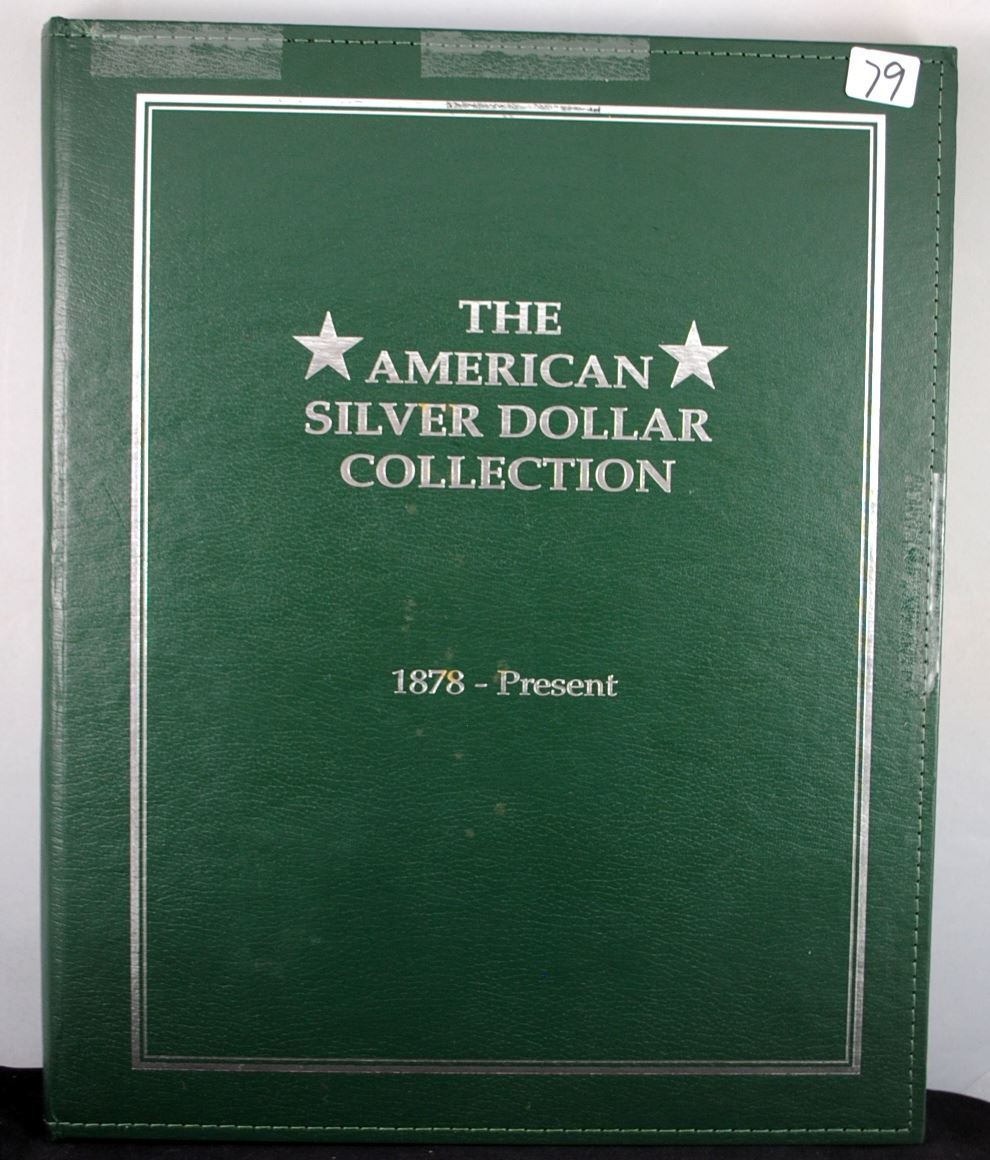 79
THE
AMERICAN
SILVER DOLLAR
COLLECTION
1878 - Present